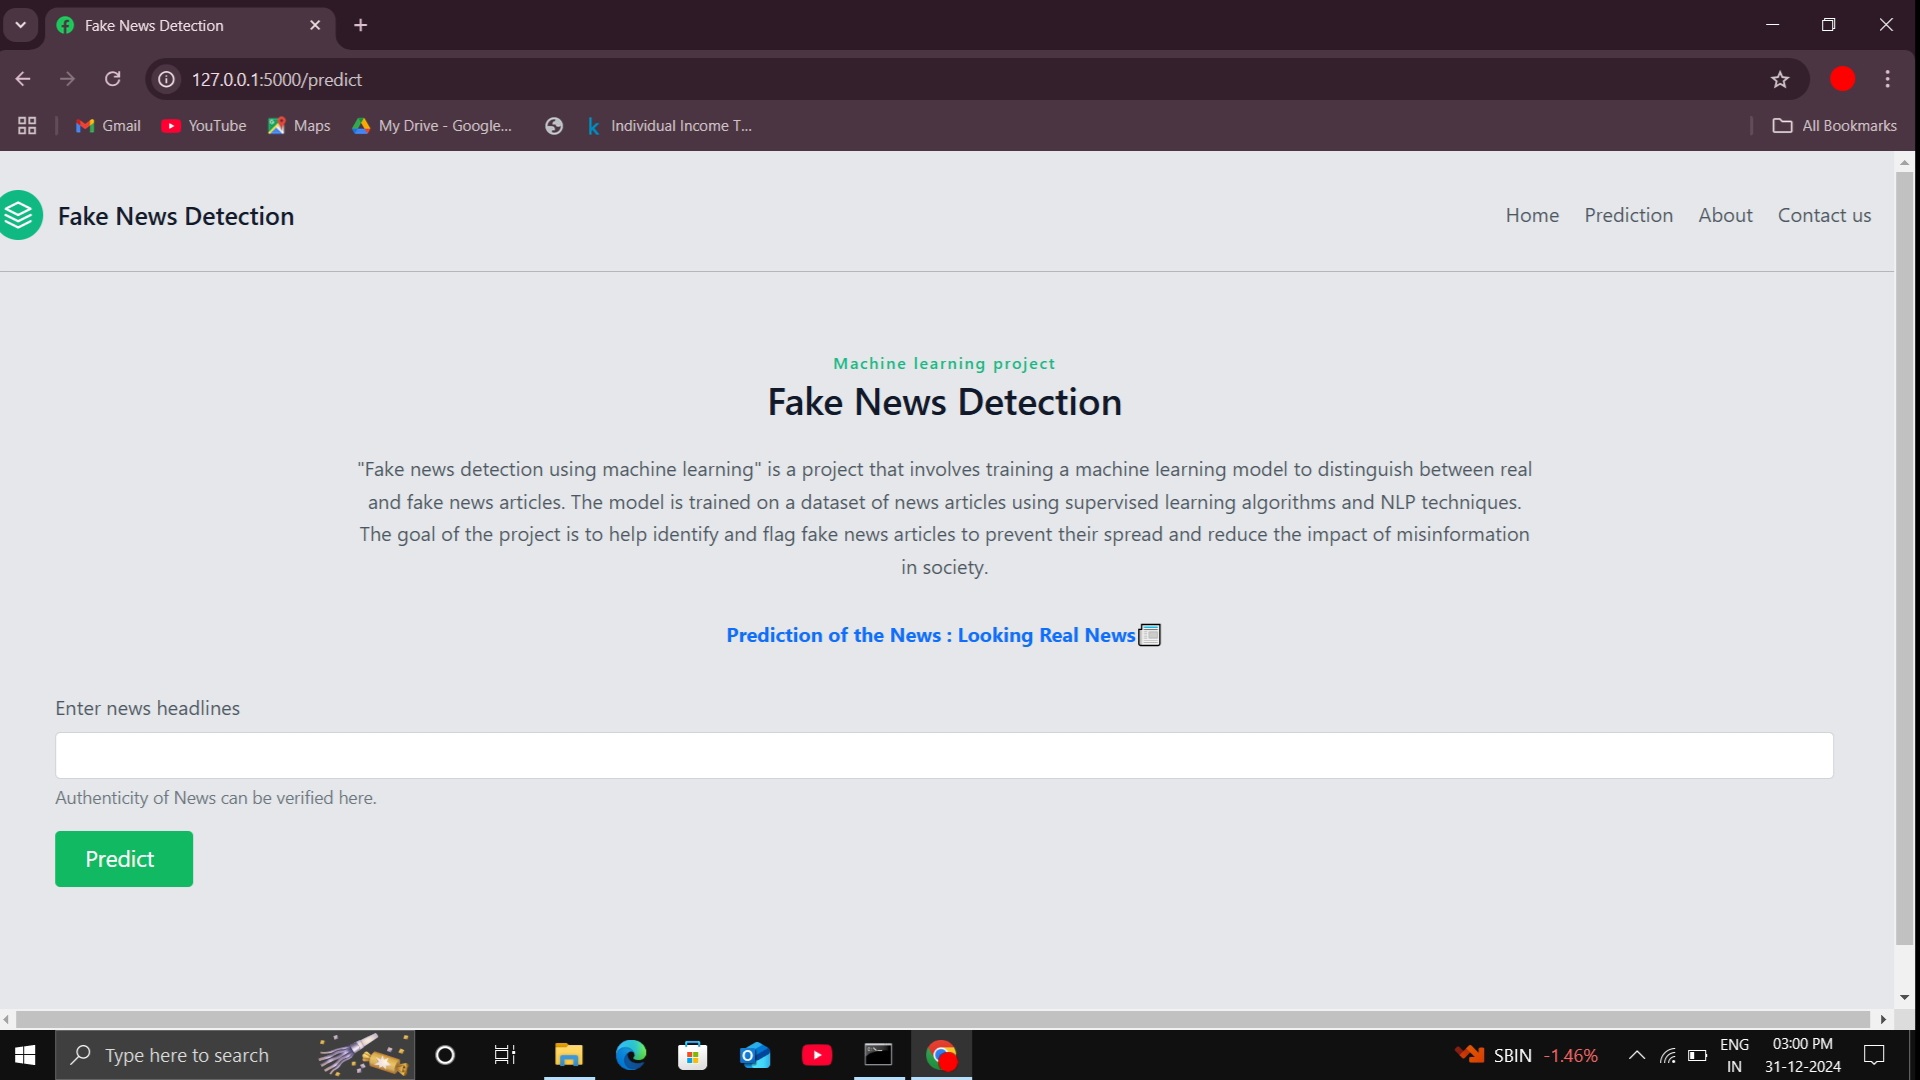 Fake News Detection
127.0.0.1:5000/predict
Gmail YouTube Maps My Drive - Google... Individual Income T... All Bookmarks
Fake News Detection Home Prediction About Contact us
Machine learning project
Fake News Detection
"Fake news detection using machine learning" is a project that involves training a machine learning model to distinguish between real
and fake news articles. The model is trained on a dataset of news articles using supervised learning algorithms and NLP techniques.
The goal of the project is to help identify and flag fake news articles to prevent their spread and reduce the impact of misinformation
in society.
Prediction of the News : Looking Real News
Enter news headlines
Authenticity of News can be verified here.
Predict
Type here to search
SBIN -1.46%
ENG
IN
03:00 PM
31-12-2024